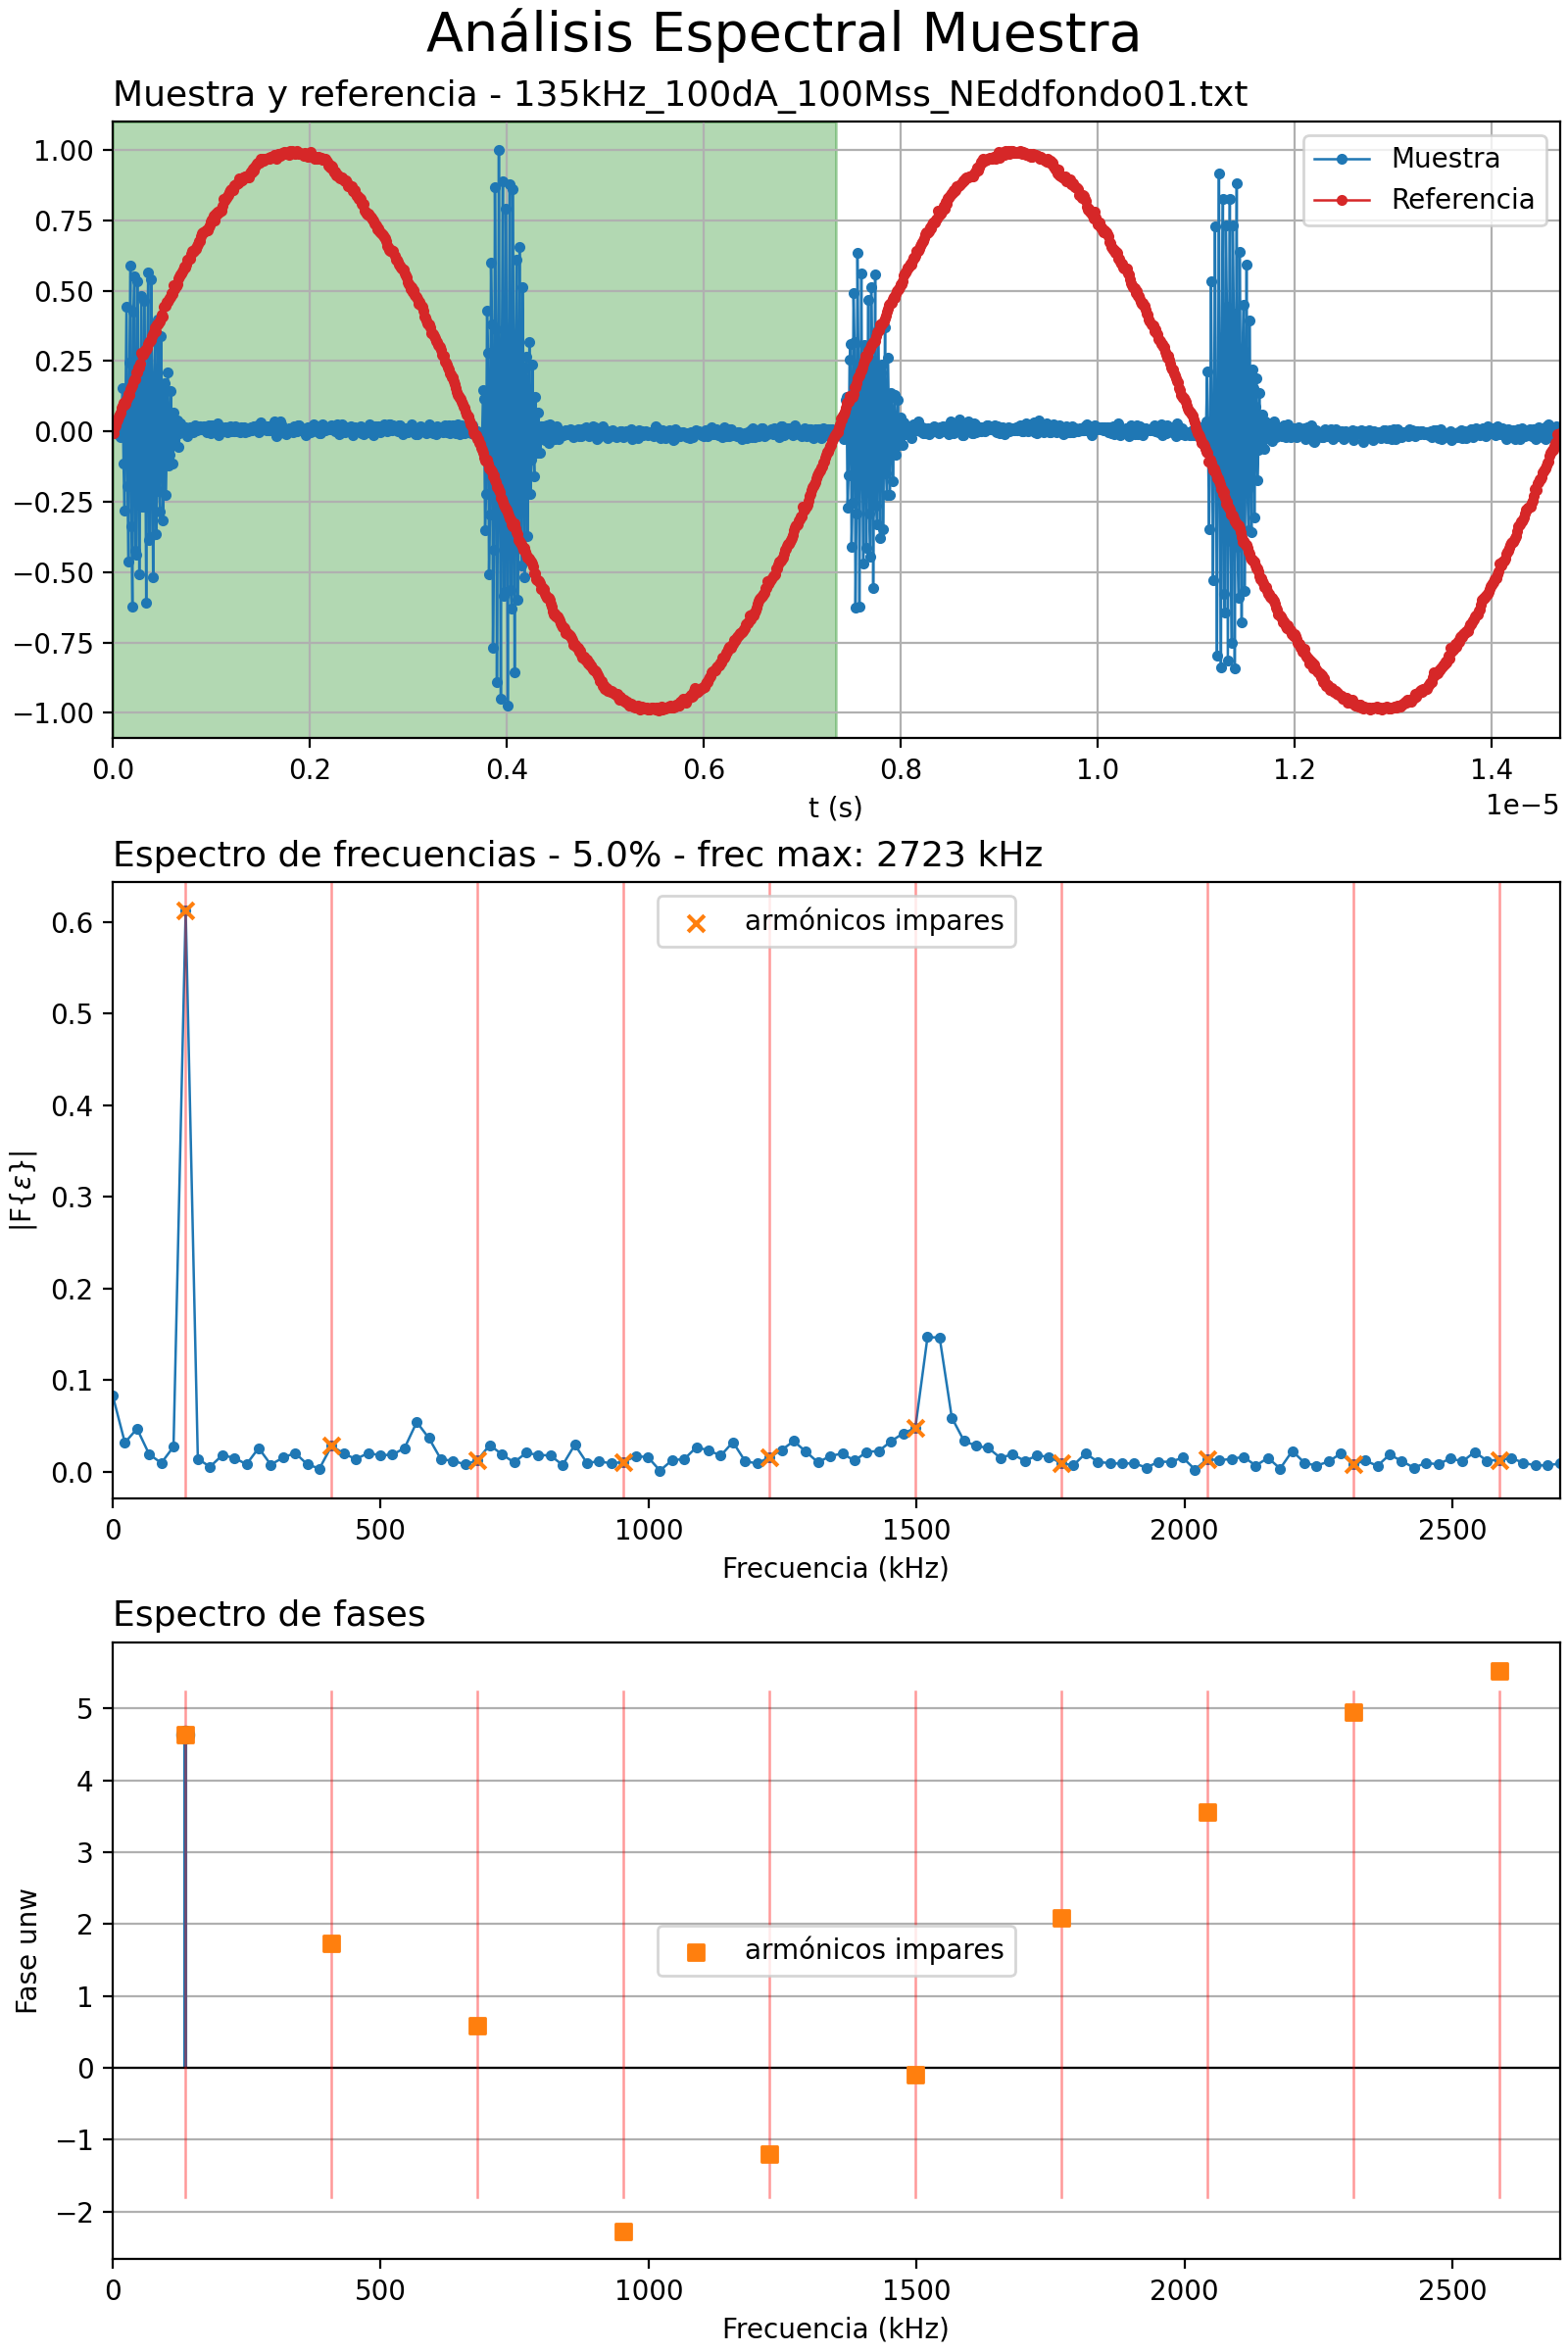 Análisis Espectral Muestra
Muestra y referencia - 135kHz_100dA_100Mss_NEddfondo01.txt
Muestra
Referencia
1.00
0.75
0.50
0.25
0.00
−0.25
−0.50
−0.75
−1.00
0.0 0.2 0.4 0.6 0.8 1.0 1.2 1.4
t (s)
1e−5
Espectro de frecuencias - 5.0% - frec max: 2723 kHz
armónicos impares
|F{ε}|
0.6
0.5
0.4
0.3
0.2
0.1
0.0
0 500 1000 1500 2000 2500
Frecuencia (kHz)
Espectro de fases
Fase unw
5
4
3
2
1
0
−1
−2
armónicos impares
0 500 1000 1500 2000 2500
Frecuencia (kHz)